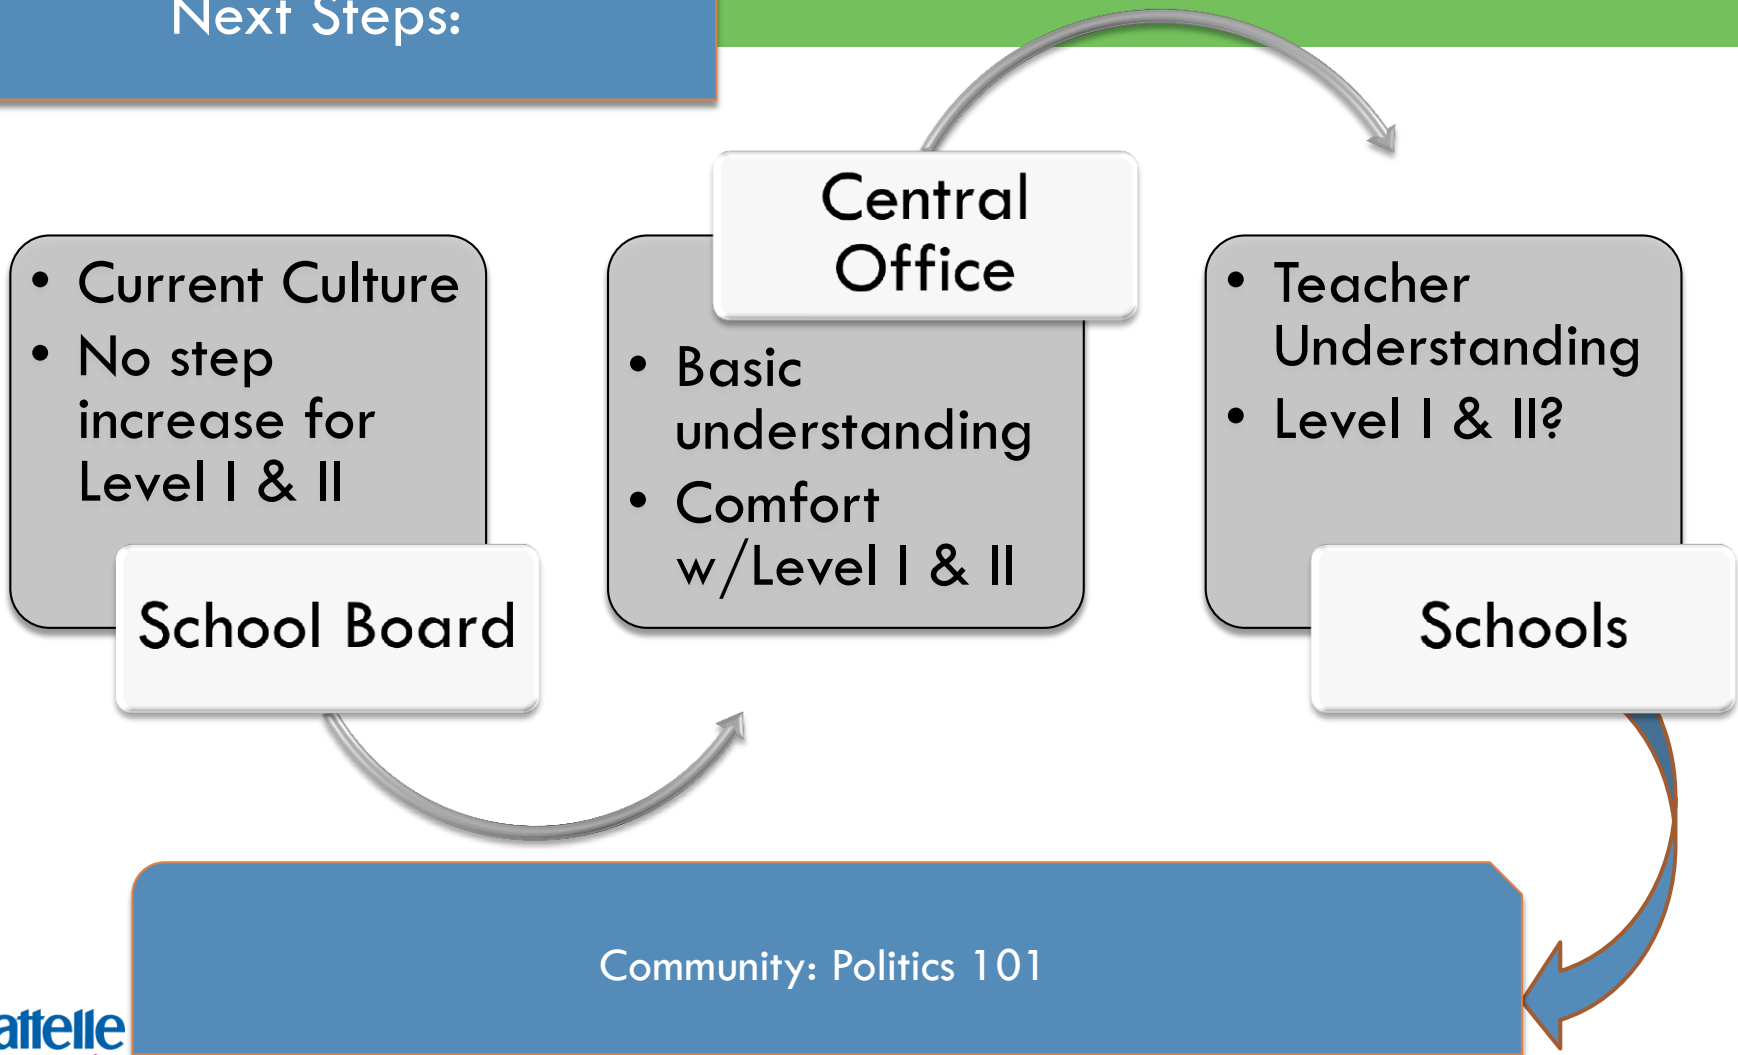 Next Steps:
• Current Culture
• No step
increase for
Level I & II
School Board
Central
Office
• Basic
understanding
• Comfort
w/Level I & II
• Teacher
Understanding
• Level I & II?
Schools
Community: Politics 101
attelle